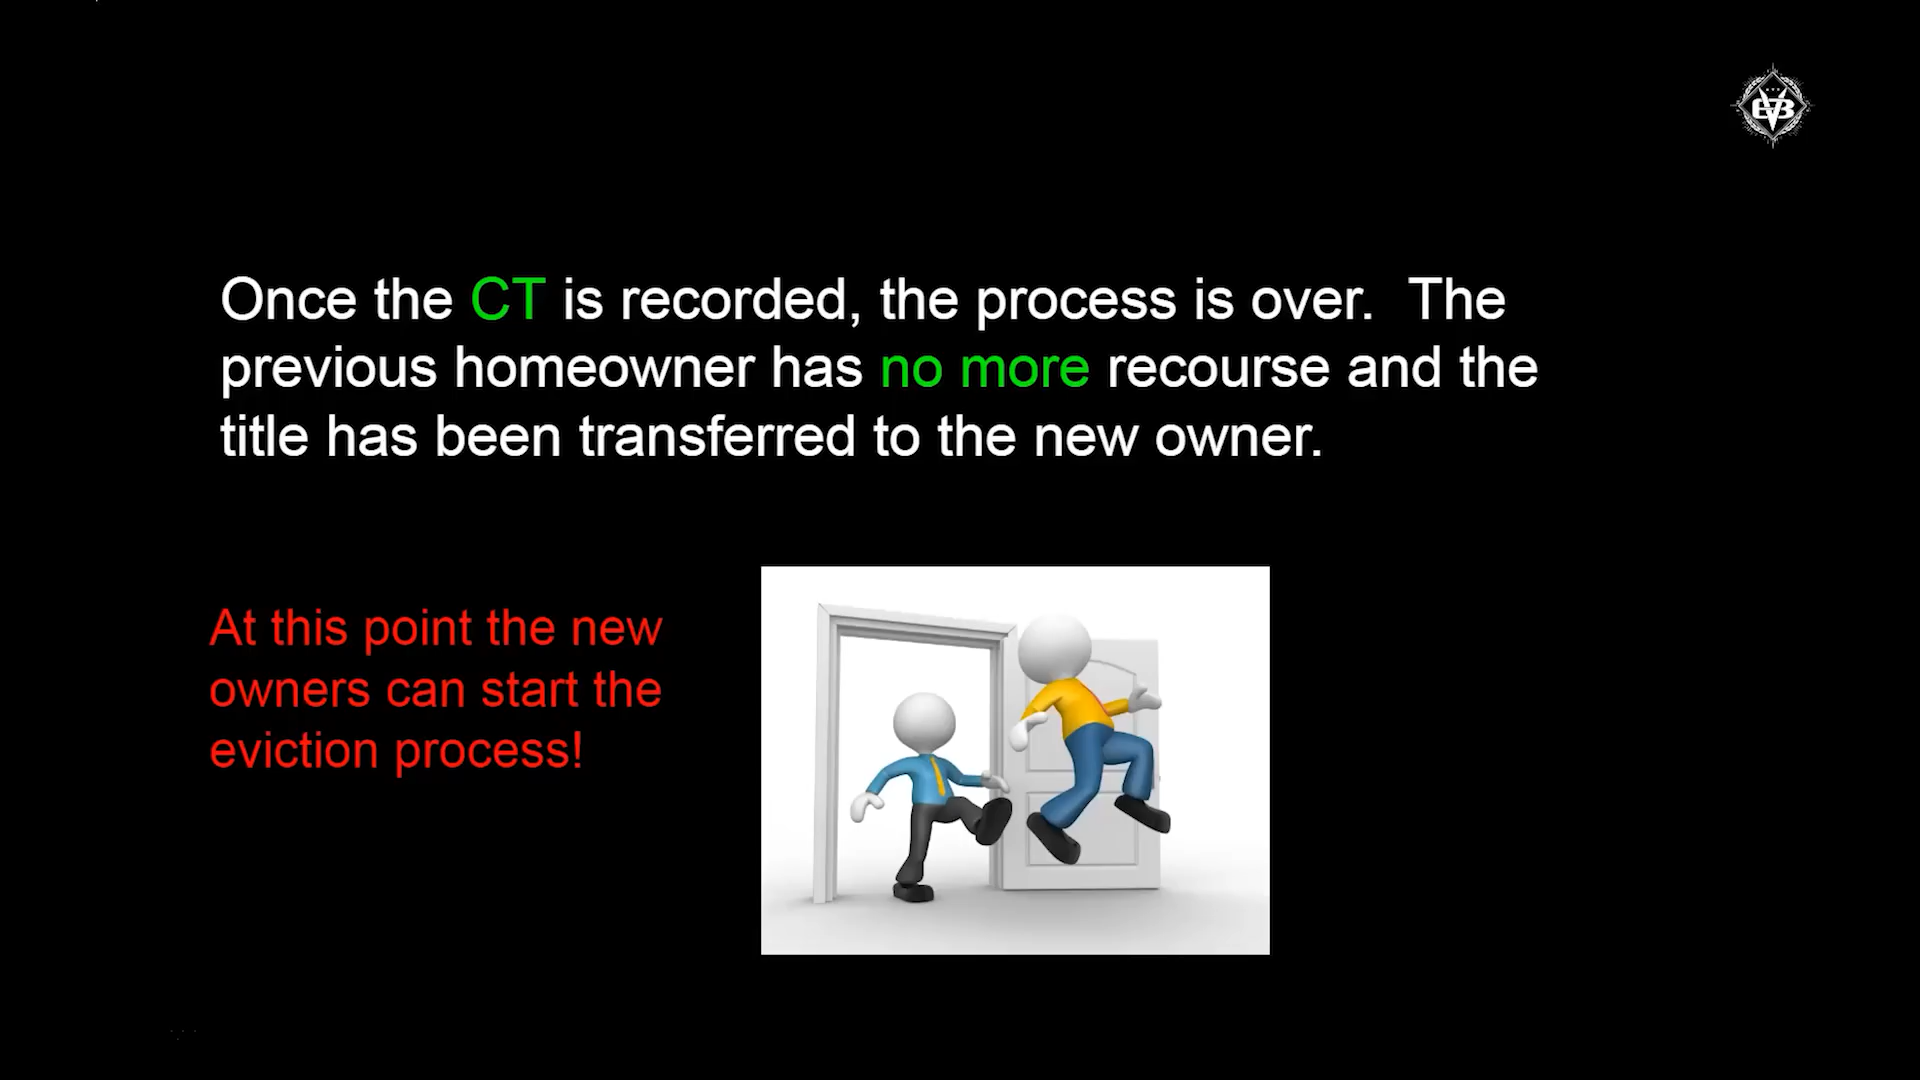 Once the CT is recorded, the process is over.  The
previous homeowner has no more recourse and the
title has been transferred to the new owner.
At this point the new
owners can start the
eviction process!